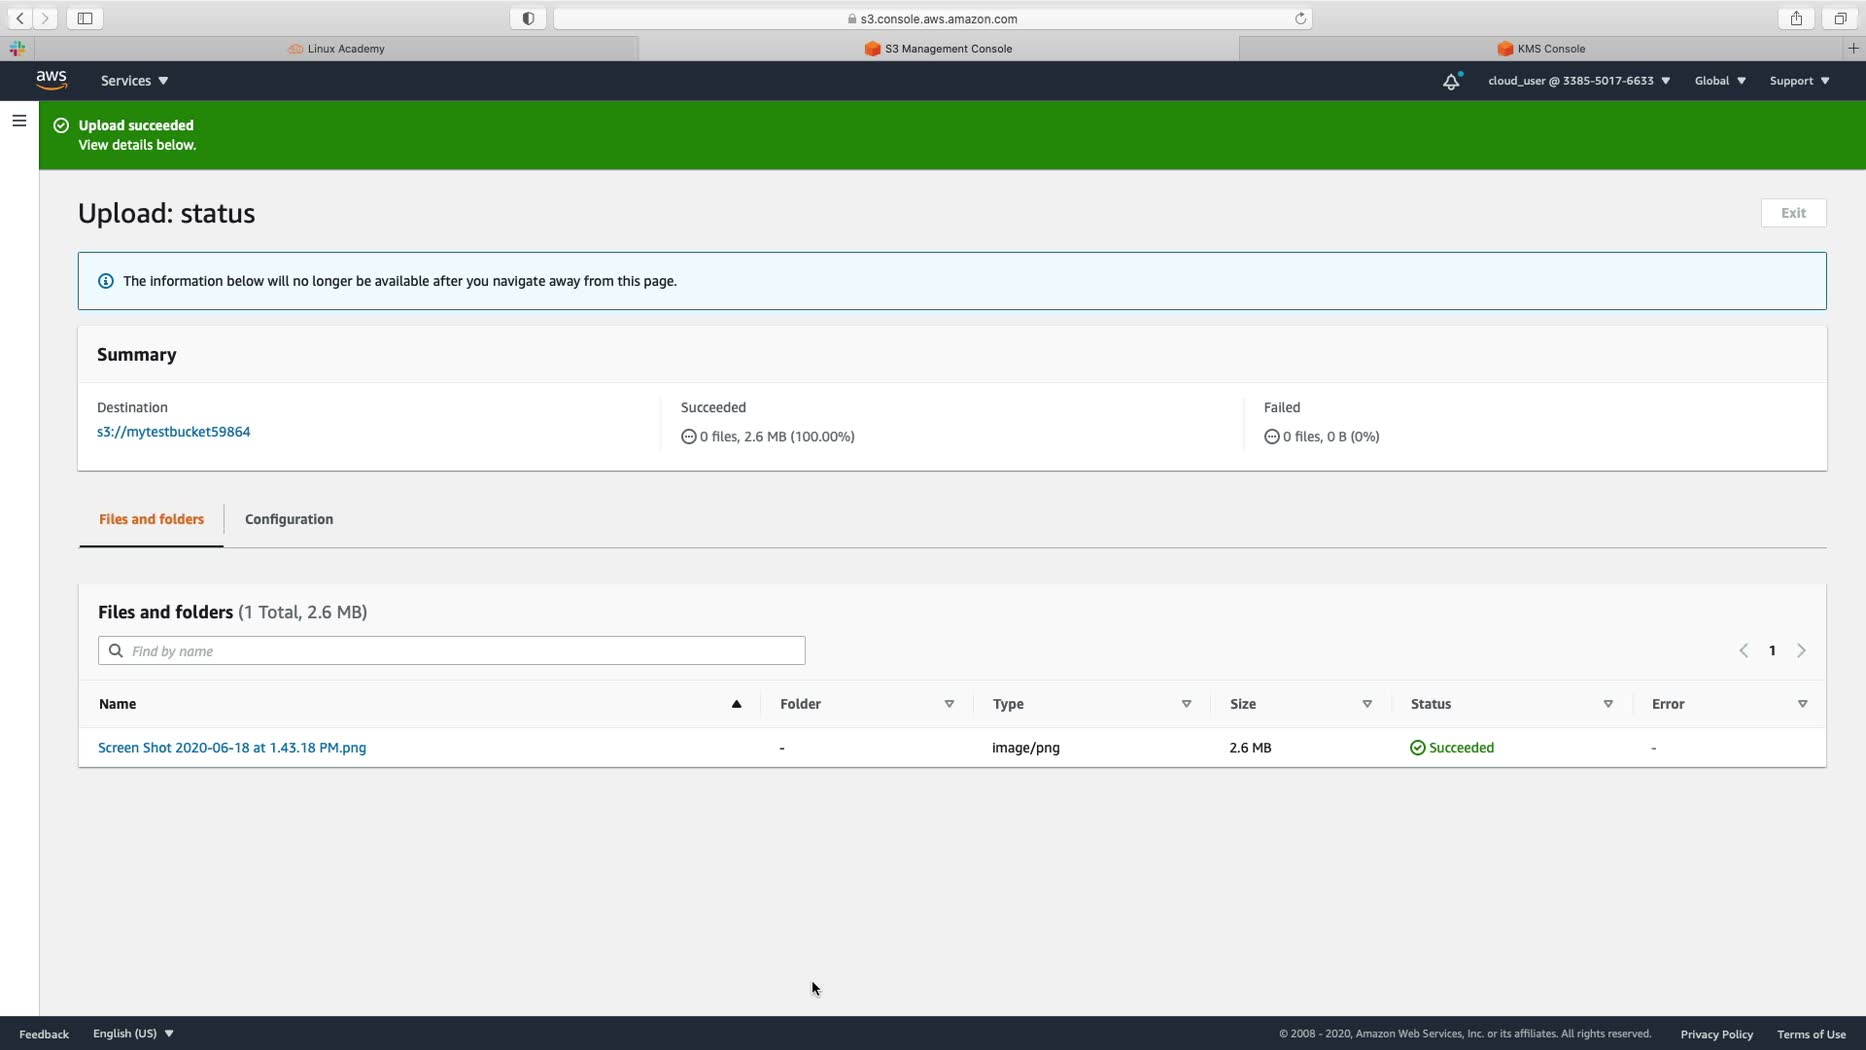 s3.console.aws.amazon.com
Linux Academy
S3 Management Console
KMS Console
aws
Services
cloud_user @ 3385-5017-6633
Global
Support
Upload succeeded
View details below.
Upload: status
Exit
The information below will no longer be available after you navigate away from this page.
Summary
Destination
Succeeded
Failed
s3://mytestbucket59864
0 files, 2.6 MB (100.00%)
0 files, 0 B (0%)
Files and folders
Configuration
Files and folders (1 Total, 2.6 MB)
Find by name
1
Name
Folder
Type
Size
Status
Error
Screen Shot 2020-06-18 at 1.43.18 PM.png
-
image/png
2.6 MB
Succeeded
-
Feedback
English (US)
© 2008 - 2020, Amazon Web Services, Inc. or its affiliates. All rights reserved.
Privacy Policy
Terms of Use